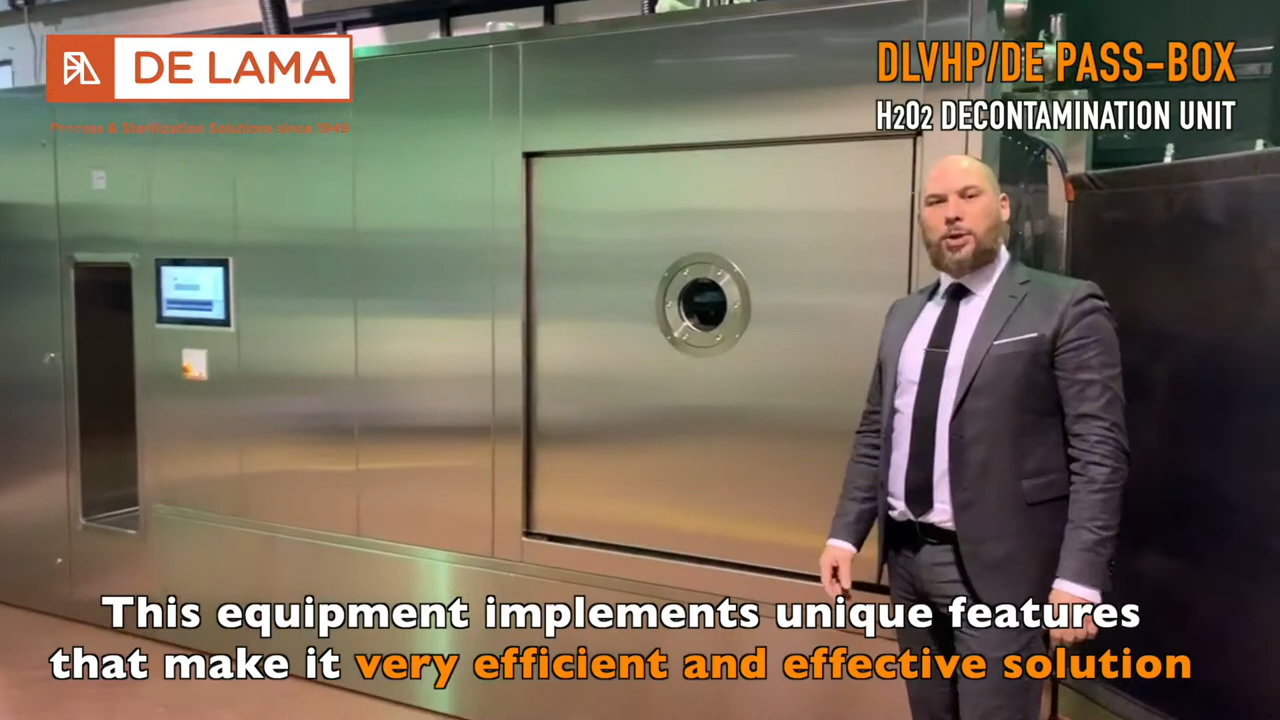 DE LAMA
Process & Sterilization Solutions since 1949
DLVHP/DE PASS-BOX
H2O2 DECONTAMINATION UNIT
This equipment implements unique features
that make it very efficient and effective solution